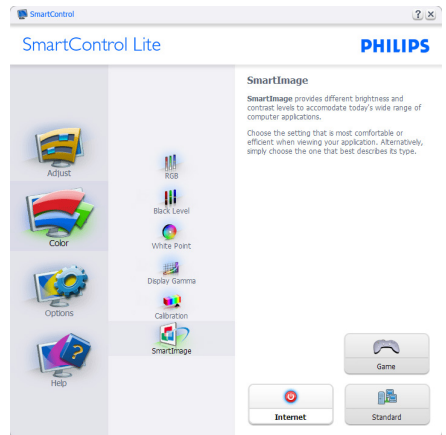 SmartControl
SmartControl Lite
PHILIPS
Adjust
Color
Options
Help
RGB
Black Level
White Point
Display Gamma
Calibration
SmartImage
SmartImage
SmartImage provides different brightness and
contrast levels to accomodate today's wide range of
computer applications.
Choose the setting that is most comfortable or
efficient when viewing your application. Alternatively,
simply choose the one that best describes its type.
Game
Internet
Standard